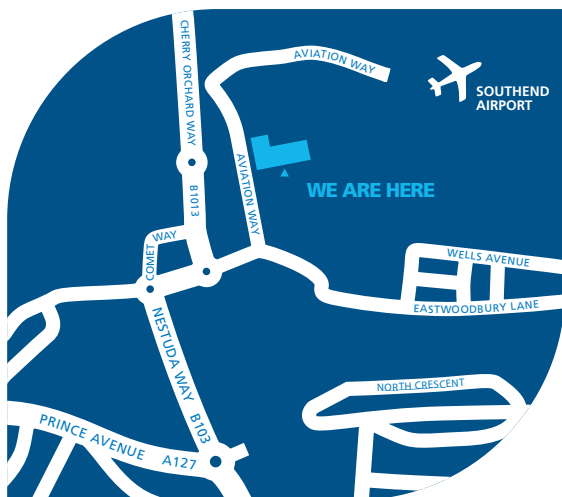 CHERRY ORCHARD WAY
AVIATION WAY
SOUTHEND
AIRPORT
AVIATION WAY
WE ARE HERE
B1013
COMET
WAY
WELLS AVENUE
EASTWOODBURY LANE
NESTUDA WAY
B103
NORTH CRESCENT
PRINCE AVENUE
A127